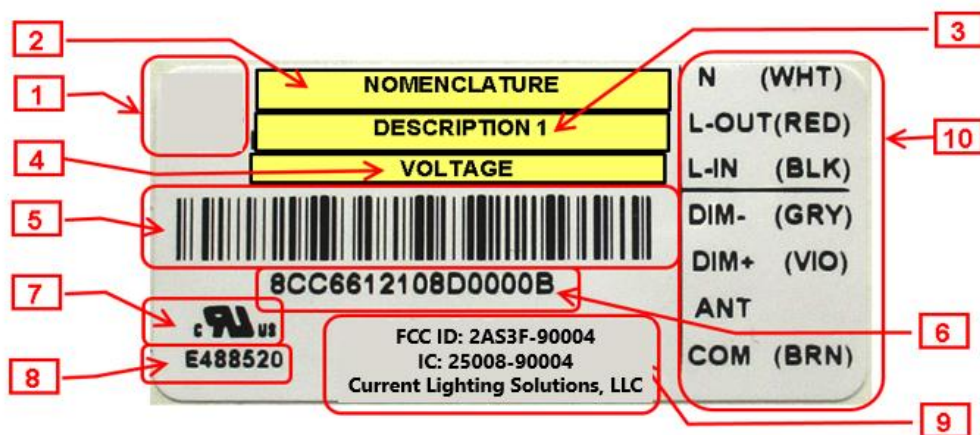 2
3
1
NOMENCLATURE
DESCRIPTION 1
4
VOLTAGE
5
8CC6612108D0000B
7
c RU US
6
8
E488520
FCC ID: 2AS3F-90004
IC: 25008-90004
Current Lighting Solutions, LLC
9
N (WHT)
L-OUT(RED)
L-IN (BLK)
DIM- (GRY)
DIM+ (VIO)
ANT
COM (BRN)
10